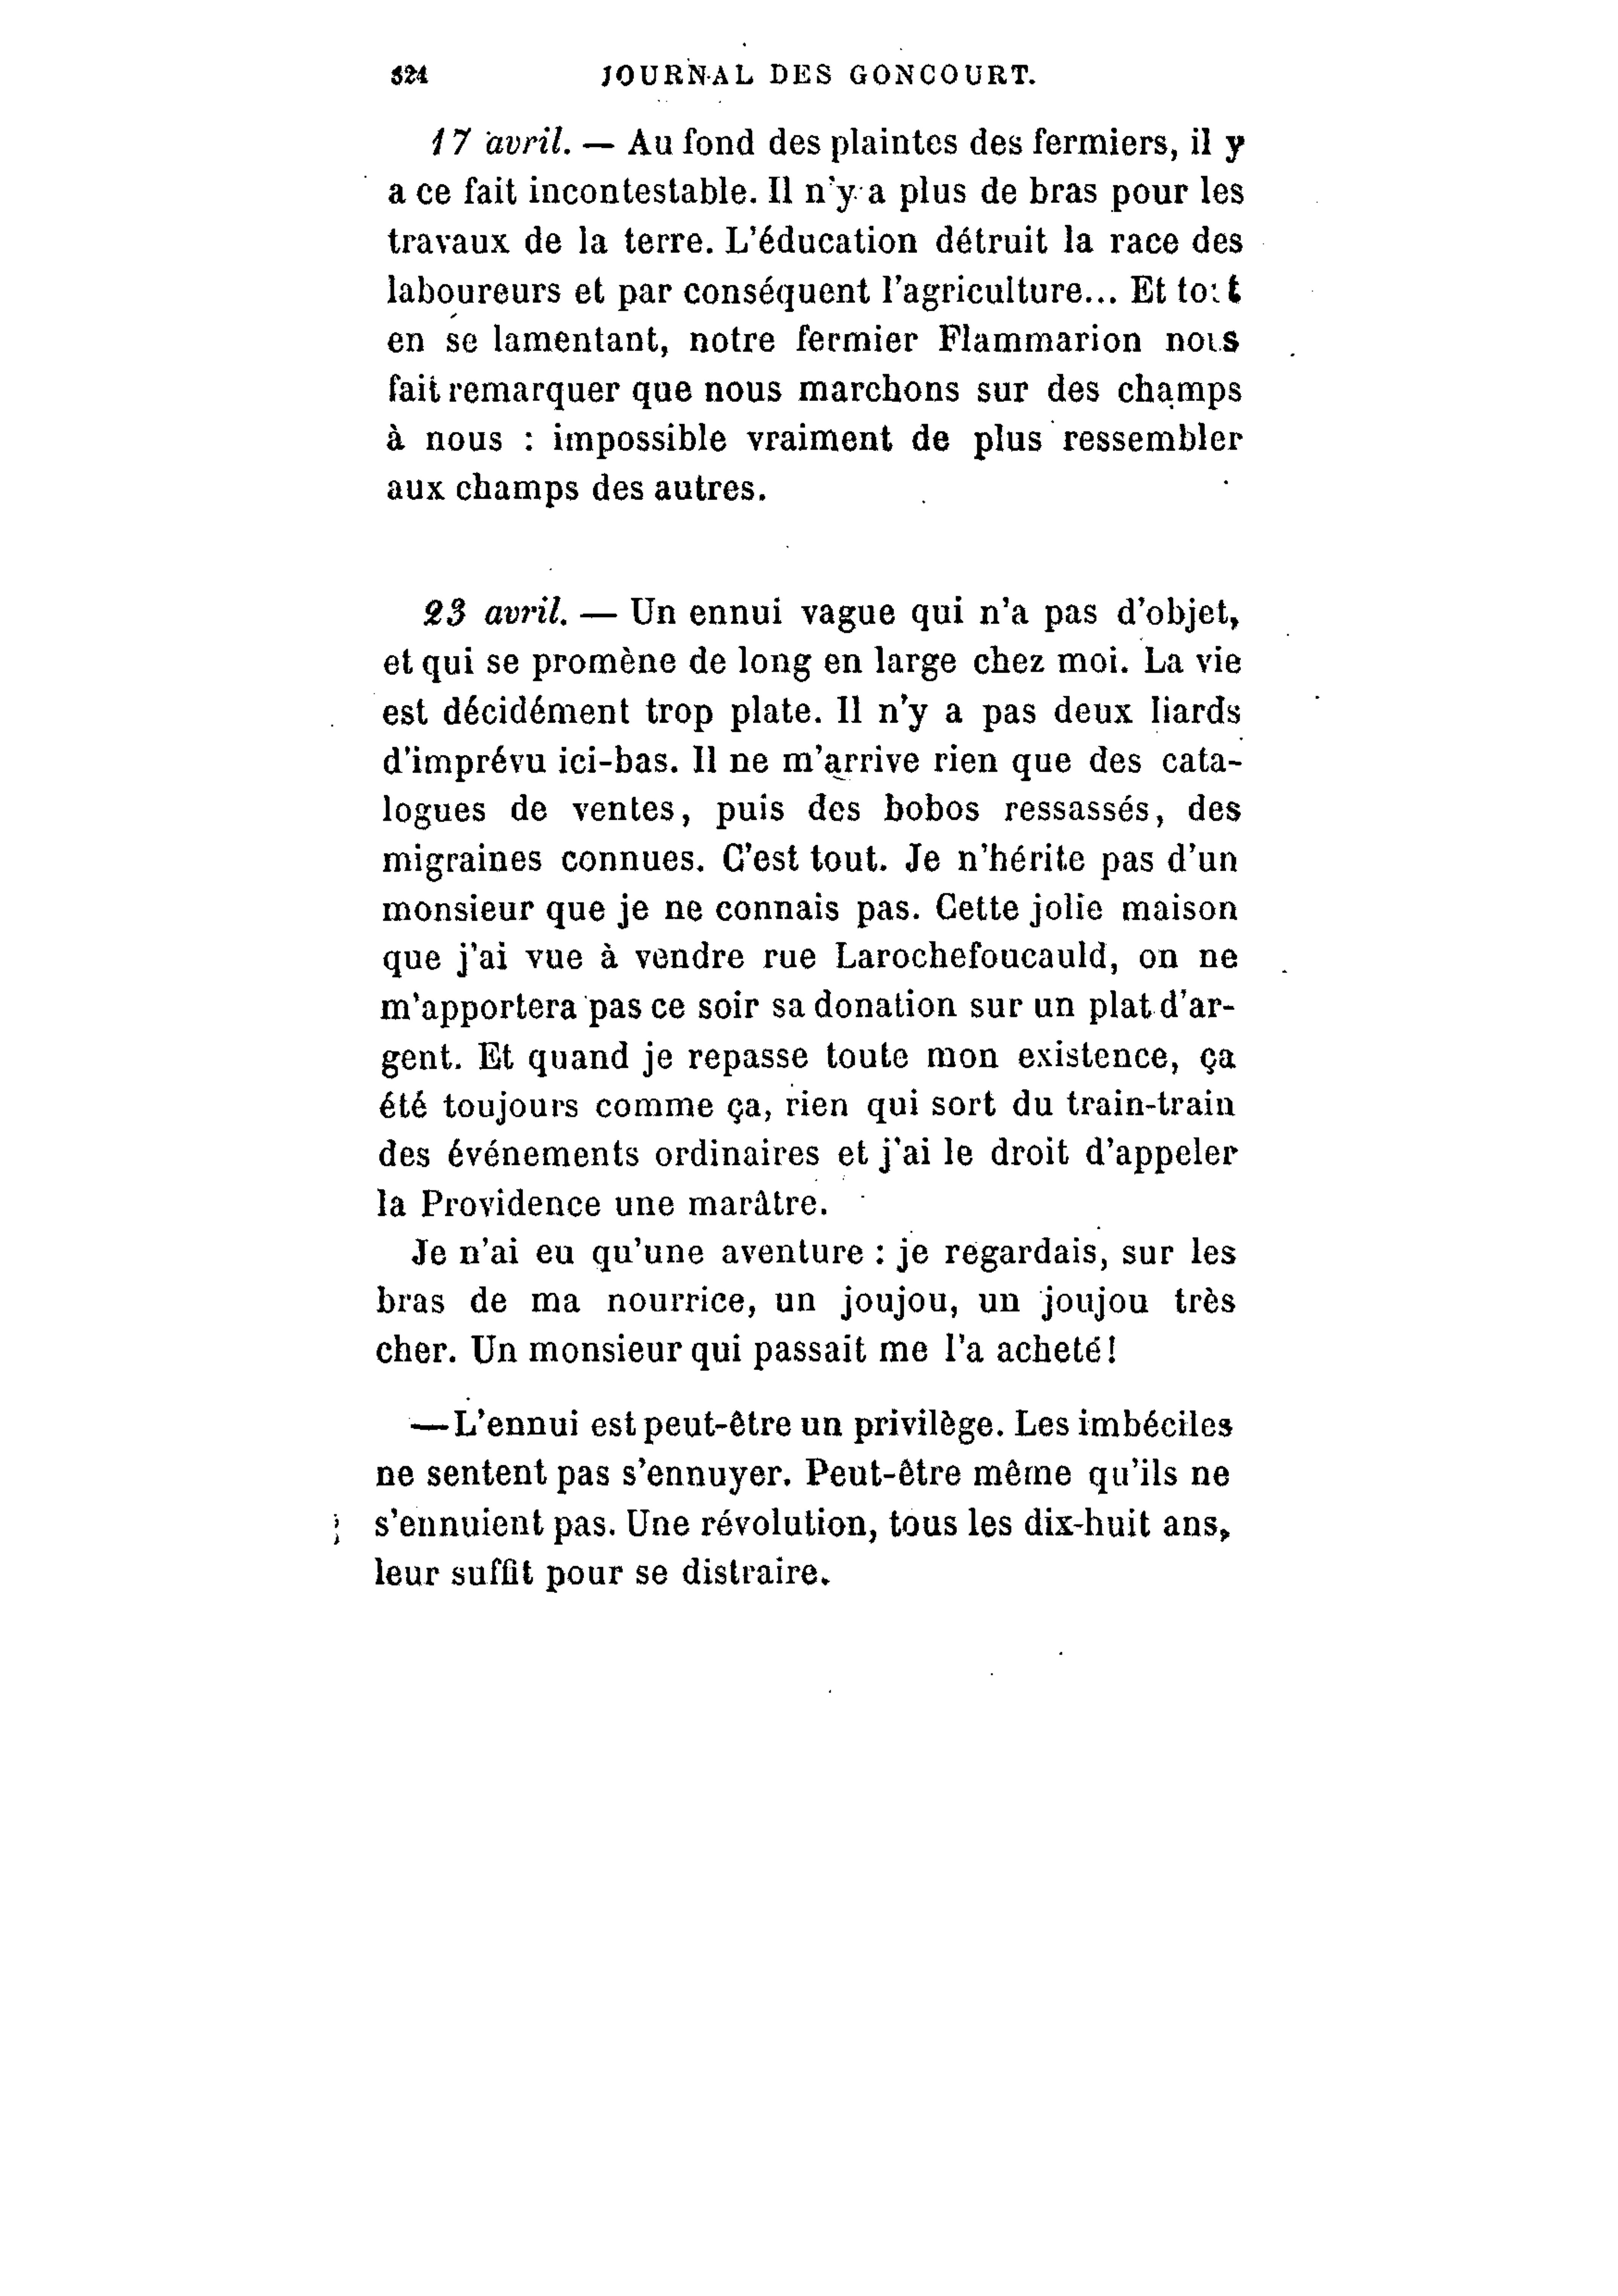 324 JOURNAL DES GONCOURT.
17 avril. — Au fond des plaintes des fermiers, il y
a ce fait incontestable. Il n'y a plus de bras pour les
travaux de la terre. L'éducation détruit la race des
laboureurs et par conséquent l'agriculture... Et tout
en se lamentant, notre fermier Flammarion nous
fait remarquer que nous marchons sur des champs
à nous : impossible vraiment de plus ressembler
aux champs des autres.
23 avril. — Un ennui vague qui n'a pas d'objet,
et qui se promène de long en large chez moi. La vie
est décidément trop plate. Il n'y a pas deux liards
d'imprévu ici-bas. Il ne m'arrive rien que des cata-
logues de ventes, puis des bobos ressassés, des
migraines connues. C'est tout. Je n'hérite pas d'un
monsieur que je ne connais pas. Cette jolie maison
que j'ai vue à vendre rue Larochefoucauld, on ne
m'apportera pas ce soir sa donation sur un plat d'ar-
gent. Et quand je repasse toute mon existence, ça
été toujours comme ça, rien qui sort du train-train
des événements ordinaires et j'ai le droit d'appeler
la Providence une marâtre.
Je n'ai eu qu'une aventure : je regardais, sur les
bras de ma nourrice, un joujou, un joujou très
cher. Un monsieur qui passait me l'a acheté!
— L'ennui est peut-être un privilège. Les imbéciles
ne sentent pas s'ennuyer. Peut-être même qu'ils ne
s'ennuient pas. Une révolution, tous les dix-huit ans,
leur suffit pour se distraire.